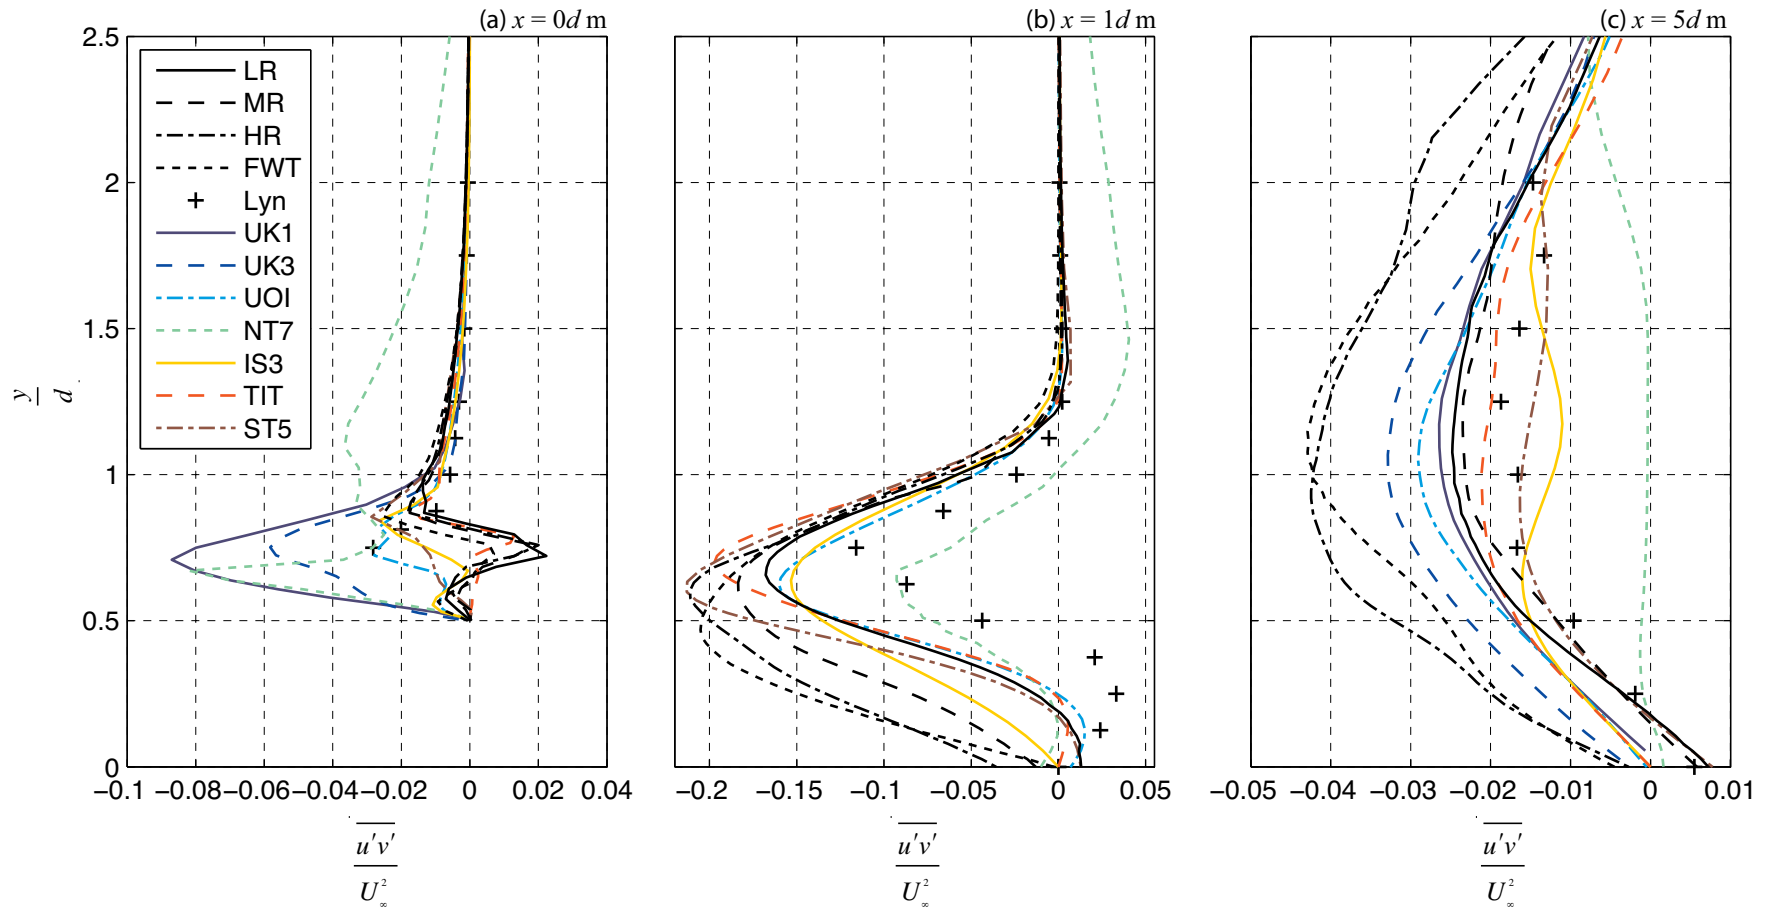 (a) x = 0d m
(b) x = 1d m
(c) x = 5d m
2.5
2
1.5
1
0.5
0
y
d
LR
MR
HR
FWT
Lyn
UK1
UK3
UOI
NT7
IS3
TIT
ST5
−0.1 −0.08 −0.06 −0.04 −0.02 0 0.02 0.04
−0.2 −0.15 −0.1 −0.05 0 0.05
−0.05 −0.04 −0.03 −0.02 −0.01 0 0.01
u'v'
U²∞
u'v'
U²∞
u'v'
U²∞